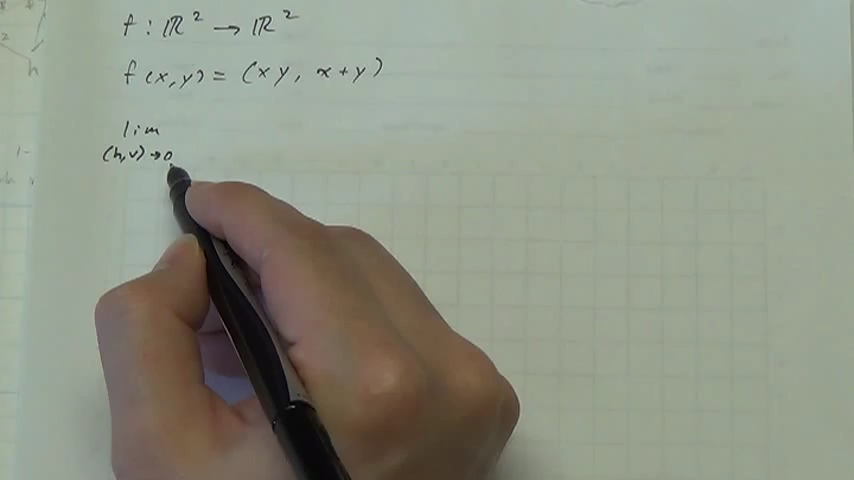 f : ℝ² → ℝ²
f(x,y) = (xy, x+y)
lim
(h,v)→0